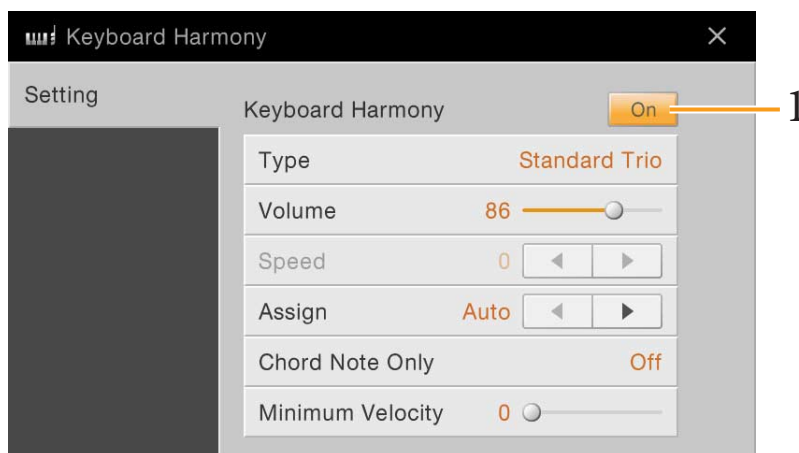 Keyboard Harmony
Setting
Keyboard Harmony On 1
Type Standard Trio
Volume 86
Speed 0
Assign Auto
Chord Note Only Off
Minimum Velocity 0